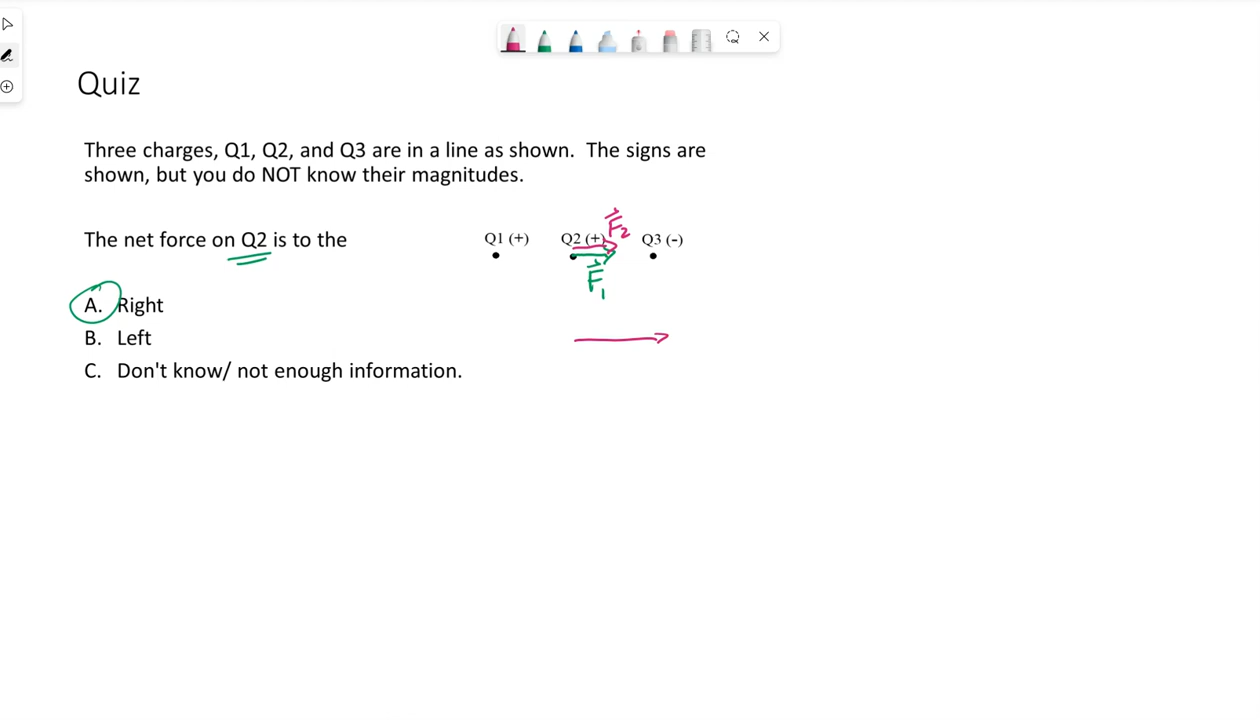 Quiz
Three charges, Q1, Q2, and Q3 are in a line as shown.  The signs are
shown, but you do NOT know their magnitudes.
The net force on Q2 is to the
Q1 (+) Q2 (+) Q3 (-)
F⃗₂
F⃗₁
A. Right
B. Left
C. Don't know/ not enough information.